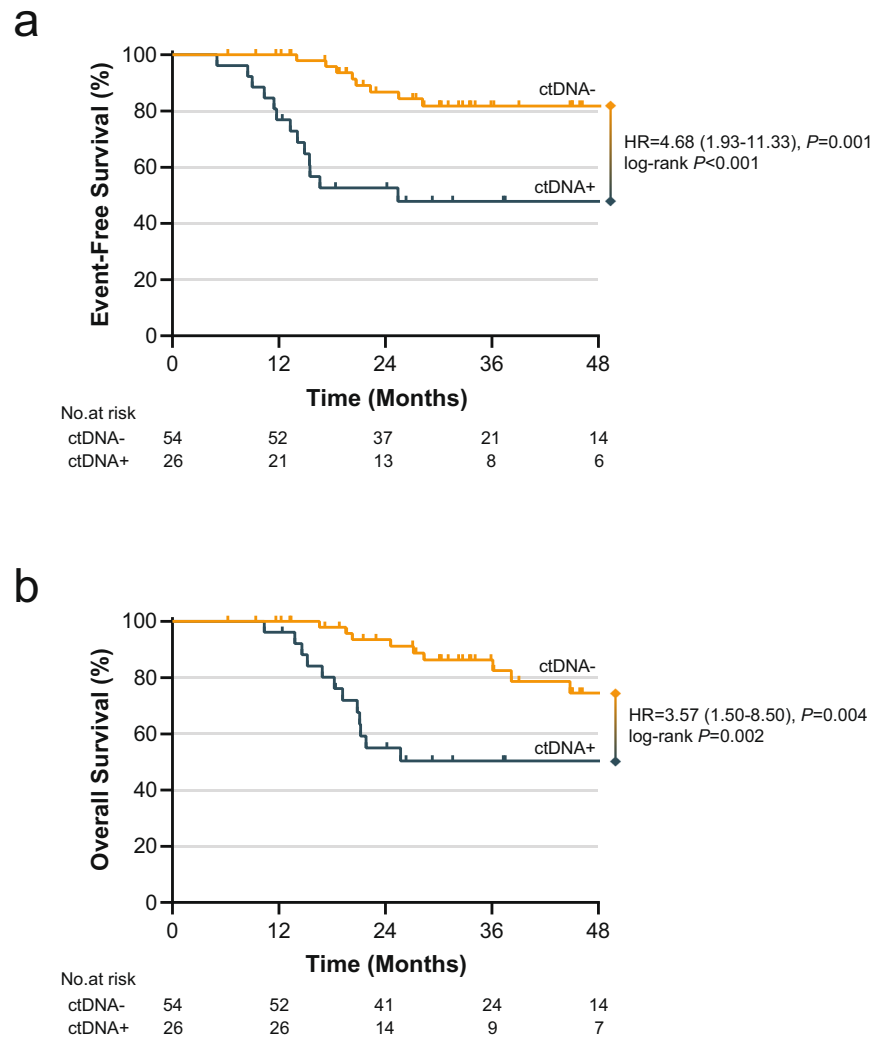 a
Event-Free Survival (%)
100
80
60
40
20
0
ctDNA-
ctDNA+
HR=4.68 (1.93-11.33), P=0.001
log-rank P<0.001
0 12 24 36 48
Time (Months)
No.at risk
ctDNA- 54 52 37 21 14
ctDNA+ 26 21 13 8 6
b
Overall Survival (%)
100
80
60
40
20
0
ctDNA-
ctDNA+
HR=3.57 (1.50-8.50), P=0.004
log-rank P=0.002
0 12 24 36 48
Time (Months)
No.at risk
ctDNA- 54 52 41 24 14
ctDNA+ 26 26 14 9 7